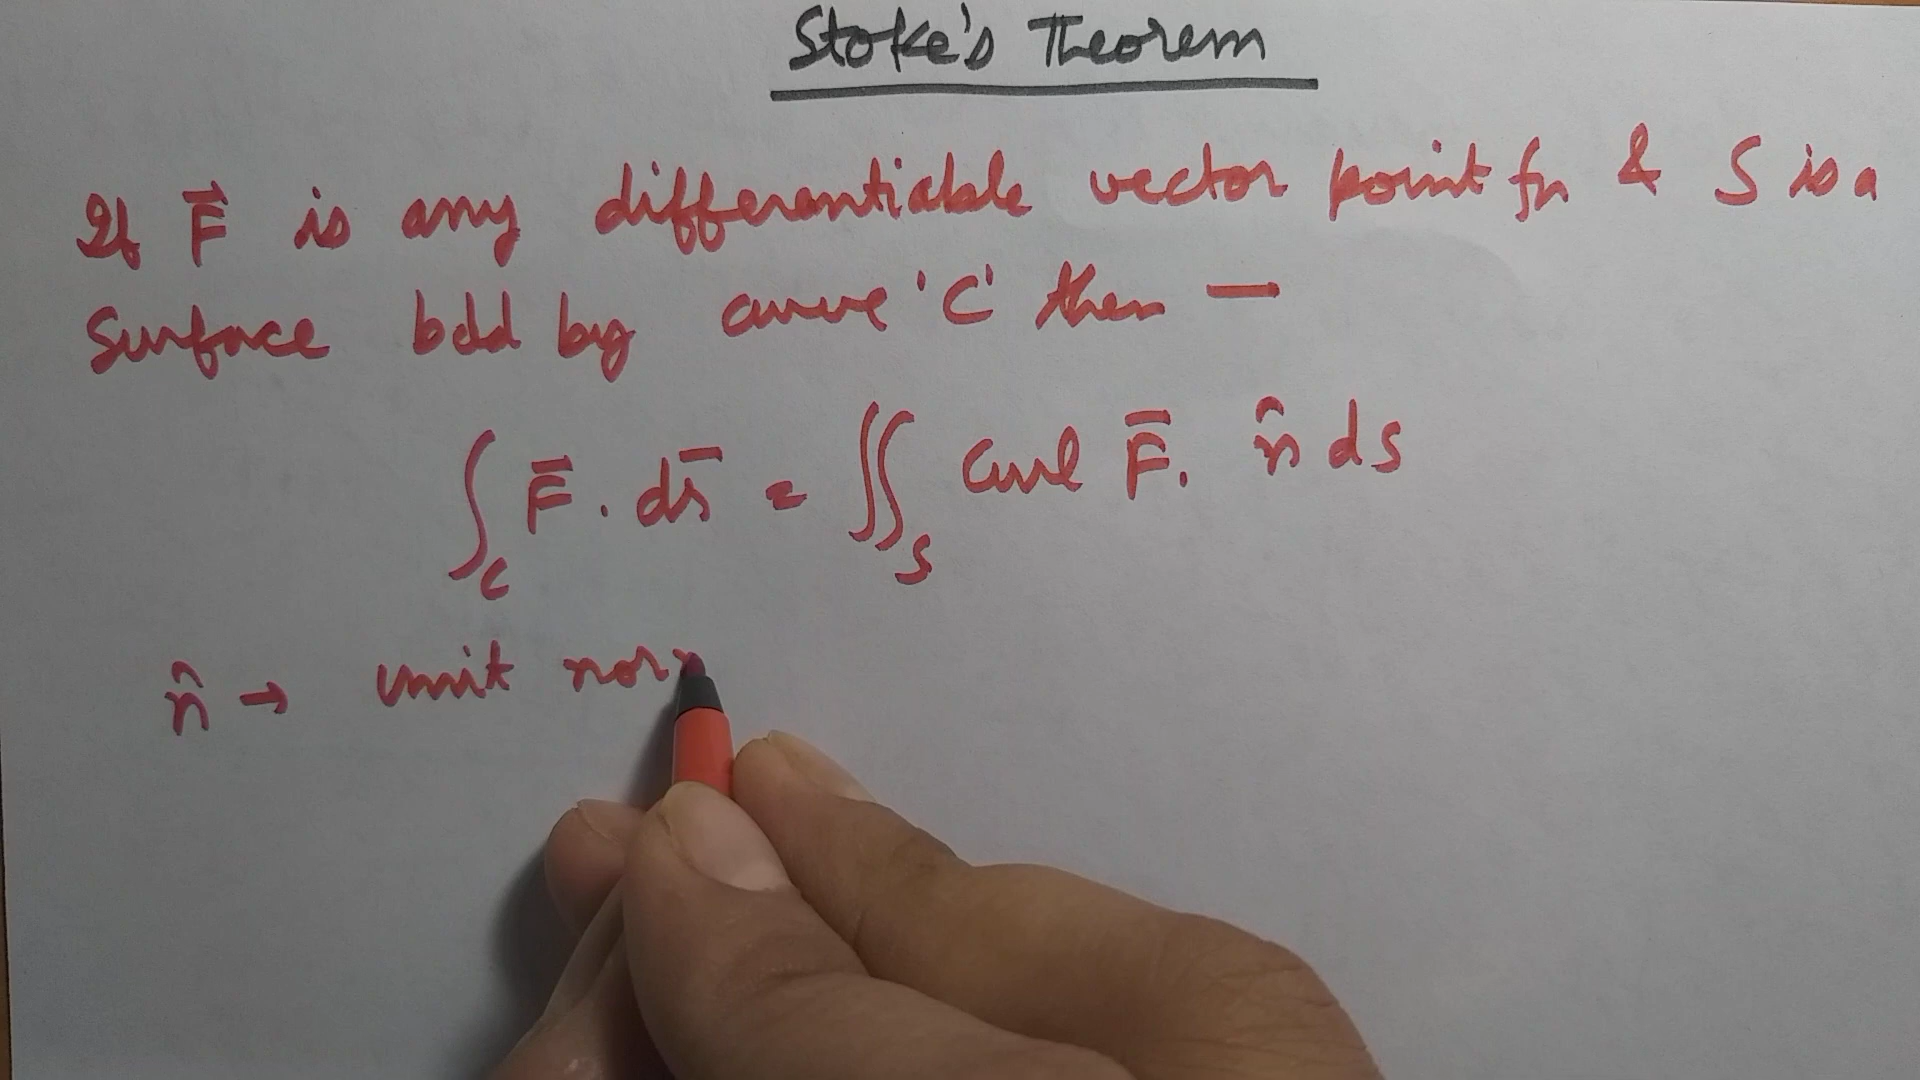 Stoke's Theorem
If F⃗ is any differentiable vector point fn & S is a
Surface bdd by curve 'C' then —
∫_C F̄ . dr̄ = ∬_S Curl F̄ . n̂ ds
n̂ → unit nor